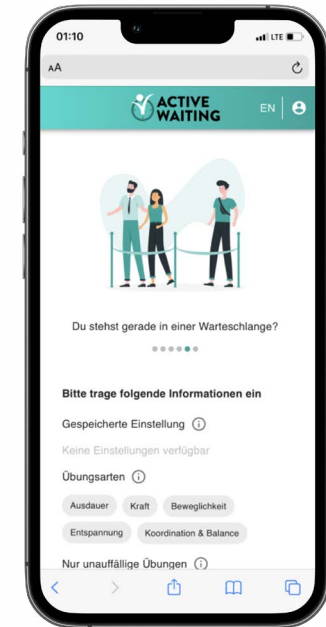 01:10
LTE
AA
ACTIVE
WAITING
EN
Du stehst gerade in einer Warteschlange?
Bitte trage folgende Informationen ein
Gespeicherte Einstellung
Keine Einstellungen verfügbar
Übungsarten
Ausdauer Kraft Beweglichkeit
Entspannung Koordination & Balance
Nur unauffällige Übungen